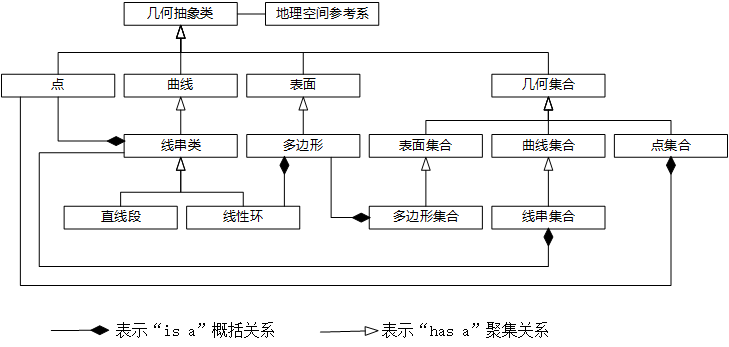 几何抽象类
地理空间参考系
点
曲线
表面
几何集合
线串类
多边形
表面集合
曲线集合
点集合
直线段
线性环
多边形集合
线串集合
表示“is a”概括关系
表示“has a”聚集关系